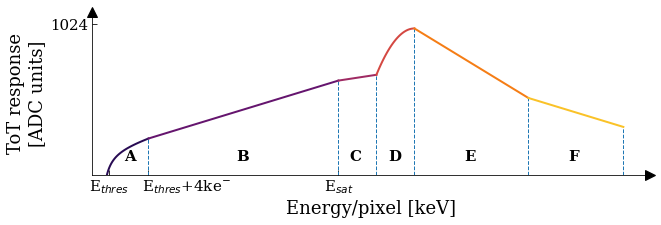 1024
ToT response
[ADC units]
A
B
C
D
E
F
E_thres
E_thres+4ke⁻
E_sat
Energy/pixel [keV]